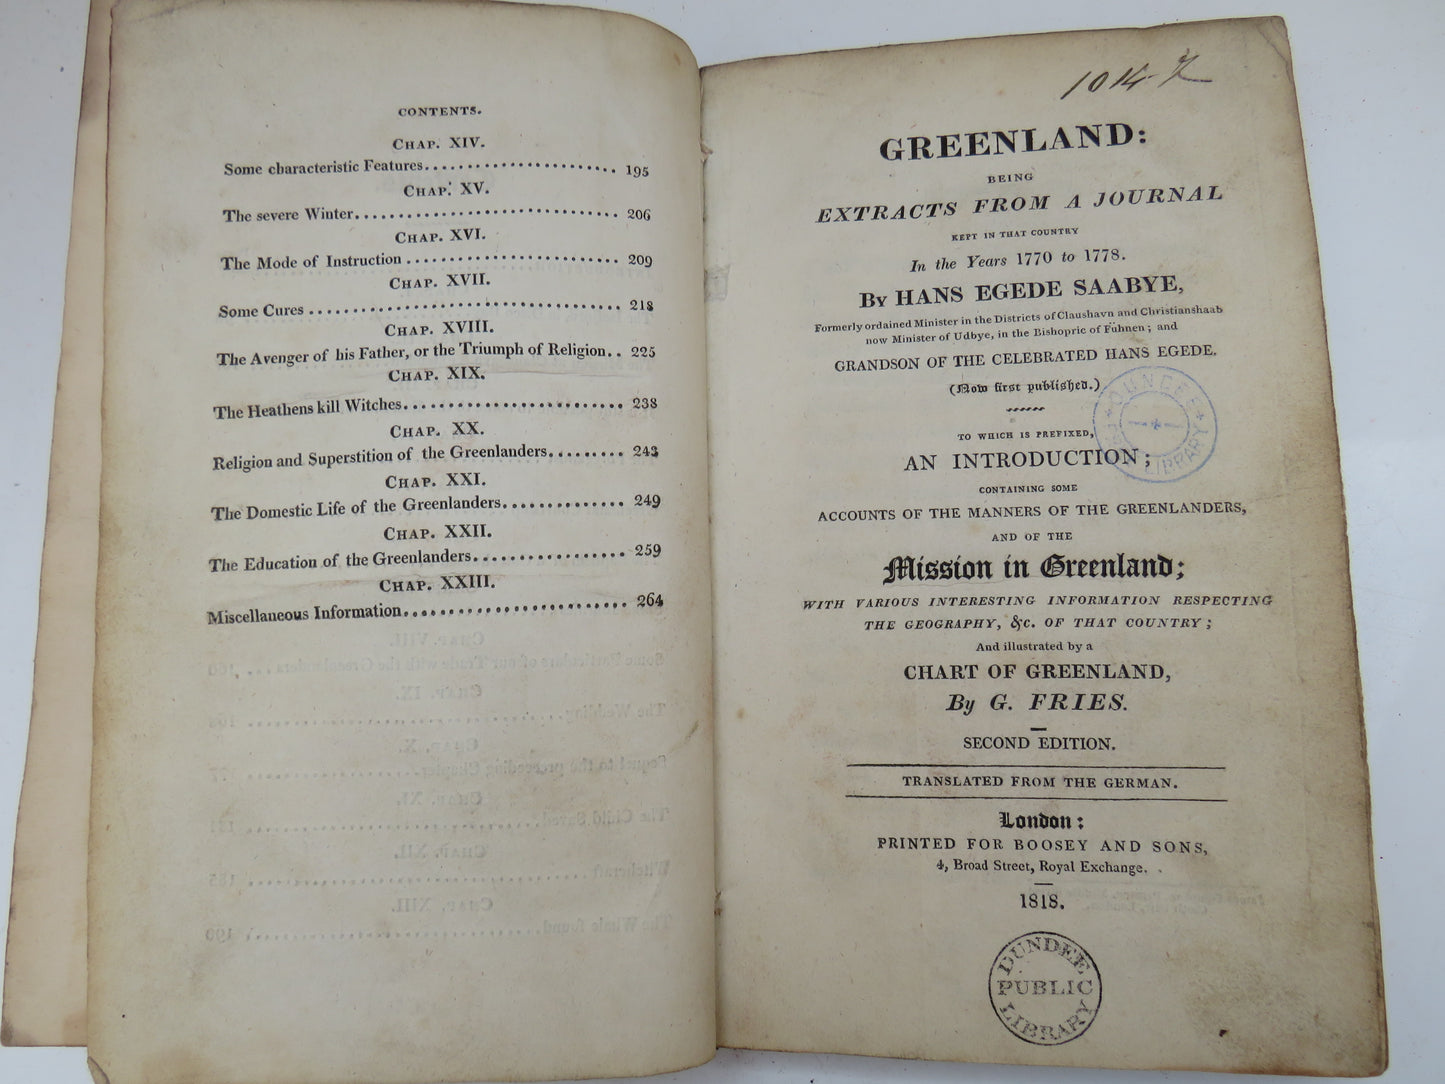 CONTENTS.
CHAP. XIV.
Some characteristic Features...................... 195
CHAP. XV.
The severe Winter.............................. 206
CHAP. XVI.
The Mode of Instruction ........................ 209
CHAP. XVII.
Some Cures .................................... 218
CHAP. XVIII.
The Avenger of his Father, or the Triumph of Religion.. 225
CHAP. XIX.
The Heathens kill Witches........................ 238
CHAP. XX.
Religion and Superstition of the Greenlanders......... 243
CHAP. XXI.
The Domestic Life of the Greenlanders.............. 249
CHAP. XXII.
The Education of the Greenlanders.................. 259
CHAP. XXIII.
Miscellaneous Information.......................... 264
1014
GREENLAND:
BEING
EXTRACTS FROM A JOURNAL
KEPT IN THAT COUNTRY
In the Years 1770 to 1778.
BY HANS EGEDE SAABYE,
Formerly ordained Minister in the Districts of Claushavn and Christianshaab
now Minister of Udbye, in the Bishopric of Fühnen; and
GRANDSON OF THE CELEBRATED HANS EGEDE.
(Now first published.)
DUNDEE
LIBRARY
TO WHICH IS PREFIXED,
AN INTRODUCTION;
CONTAINING SOME
ACCOUNTS OF THE MANNERS OF THE GREENLANDERS,
AND OF THE
Mission in Greenland;
WITH VARIOUS INTERESTING INFORMATION RESPECTING
THE GEOGRAPHY, &c. OF THAT COUNTRY;
And illustrated by a
CHART OF GREENLAND,
By G. FRIES.
SECOND EDITION.
TRANSLATED FROM THE GERMAN.
London:
PRINTED FOR BOOSEY AND SONS,
4, Broad Street, Royal Exchange.
1818.
DUNDEE
PUBLIC
LIBRARY